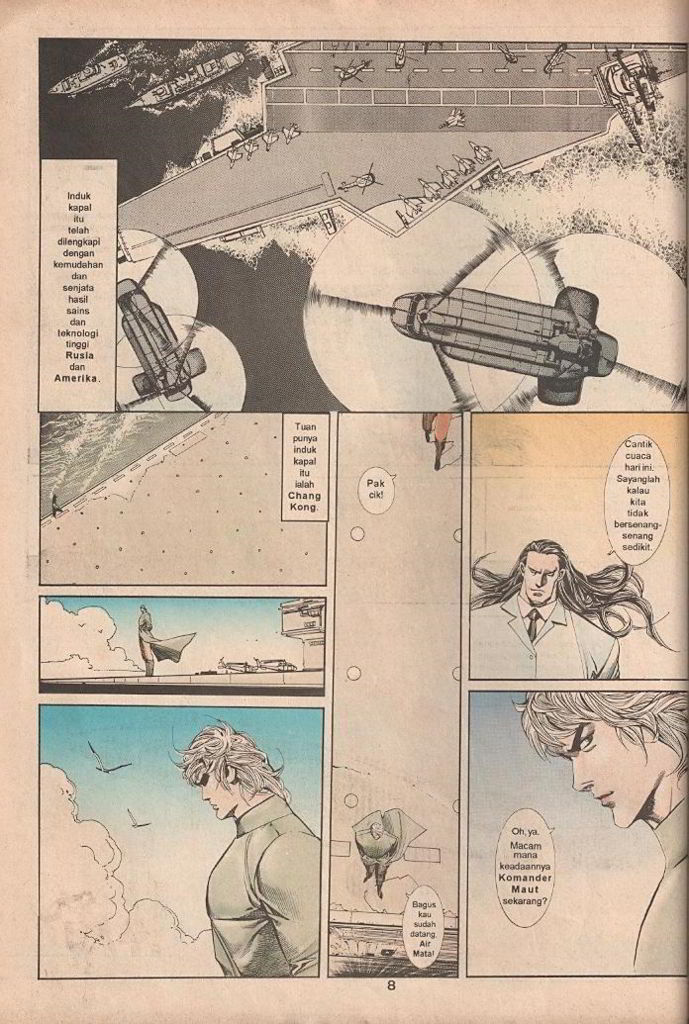 Induk
kapal
itu
telah
dilengkapi
dengan
kemudahan
dan
senjata
hasil
sains
dan
teknologi
tinggi
Rusia
dan
Amerika.
Tuan
punya
induk
kapal
itu
ialah
Chang
Kong.
Pak
cik!
Bagus
kau
sudah
datang,
Air
Mata!
Cantik
cuaca
hari ini.
Sayanglah
kalau
kita
tidak
bersenang-
senang
sedikit.
Oh, ya.
Macam
mana
keadaannya
Komander
Maut
sekarang?
8